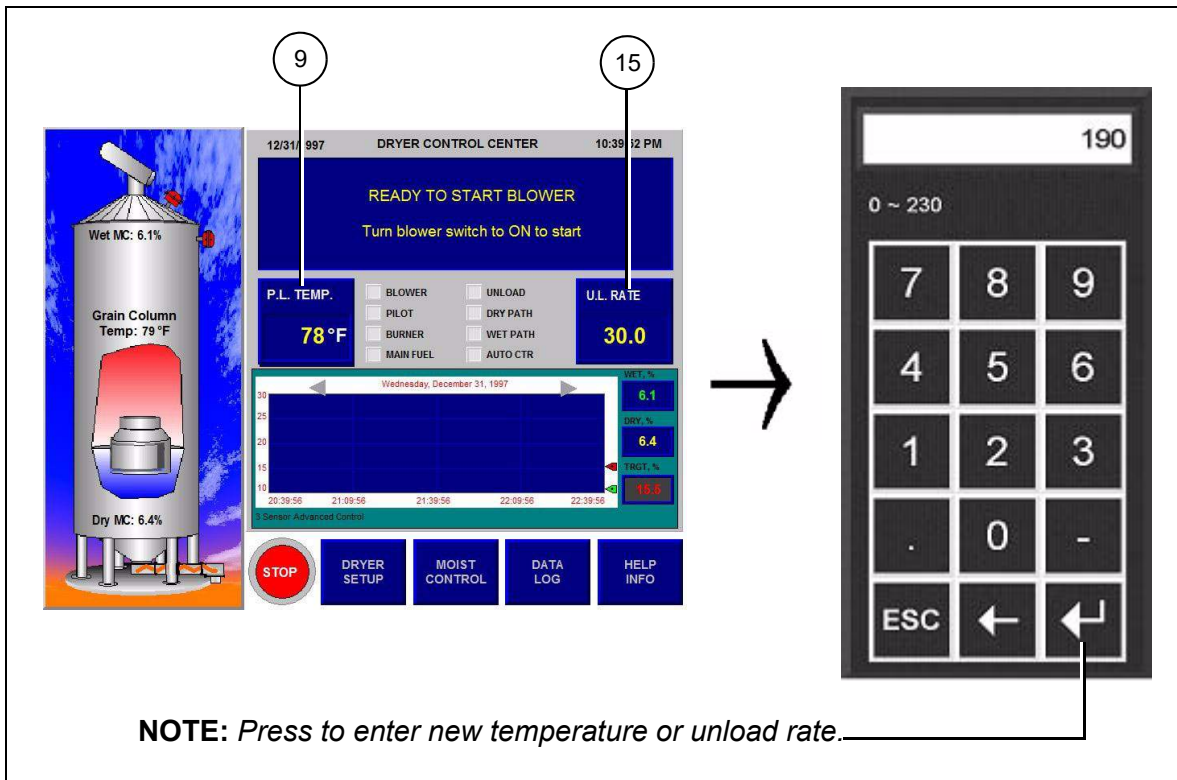 9
15
12/31/1997 DRYER CONTROL CENTER 10:39:52 PM
READY TO START BLOWER
Turn blower switch to ON to start
Wet MC: 6.1%
Grain Column
Temp: 79 °F
Dry MC: 6.4%
P.L. TEMP.
78 °F
BLOWER
PILOT
BURNER
MAIN FUEL
UNLOAD
DRY PATH
WET PATH
AUTO CTR
U.L. RATE
30.0
Wednesday, December 31, 1997
30
25
20
15
10
20:39:56 21:09:56 21:39:56 22:09:56 22:39:56
3 Sensor Advanced Control
WET, %
6.1
DRY, %
6.4
TRGT, %
15.5
STOP
DRYER
SETUP
MOIST
CONTROL
DATA
LOG
HELP
INFO
190
0 ~ 230
7 8 9
4 5 6
1 2 3
. 0 -
ESC
NOTE: Press to enter new temperature or unload rate.